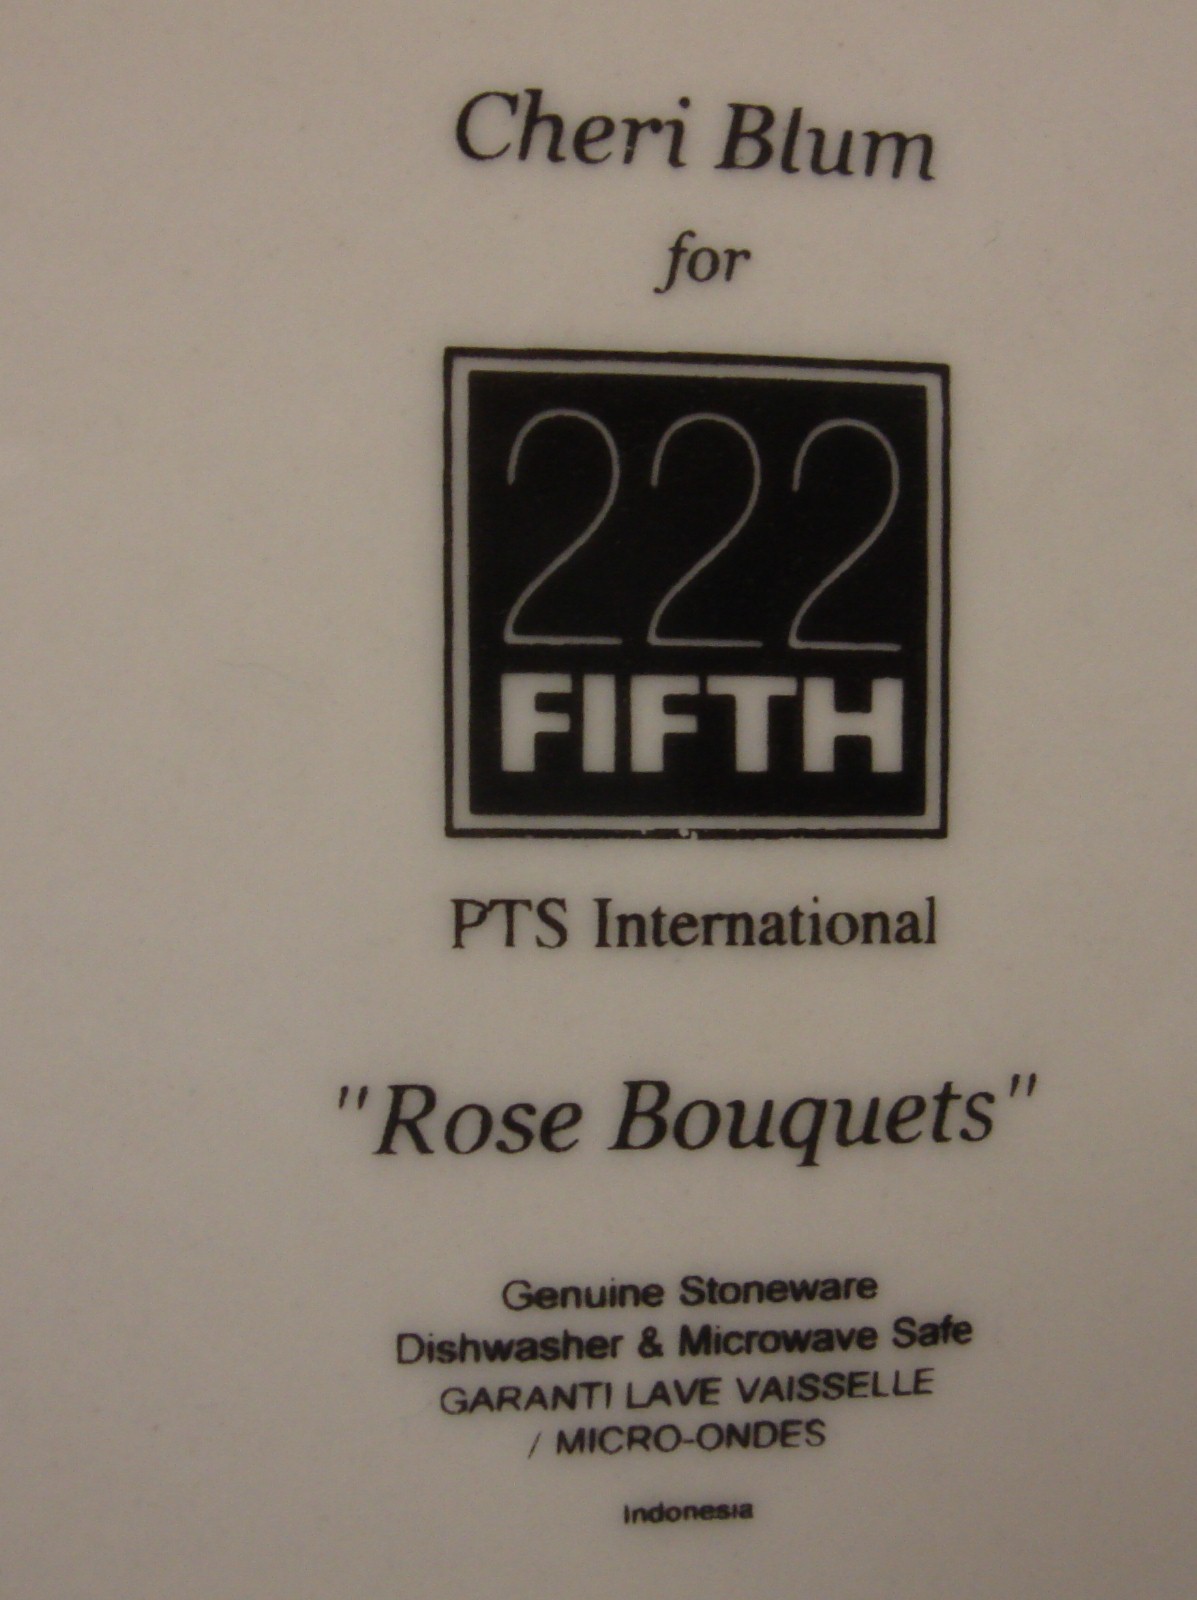 Cheri Blum
for
222
FIFTH
PTS International
"Rose Bouquets"
Genuine Stoneware
Dishwasher & Microwave Safe
GARANTI LAVE VAISSELLE
/ MICRO-ONDES
Indonesia